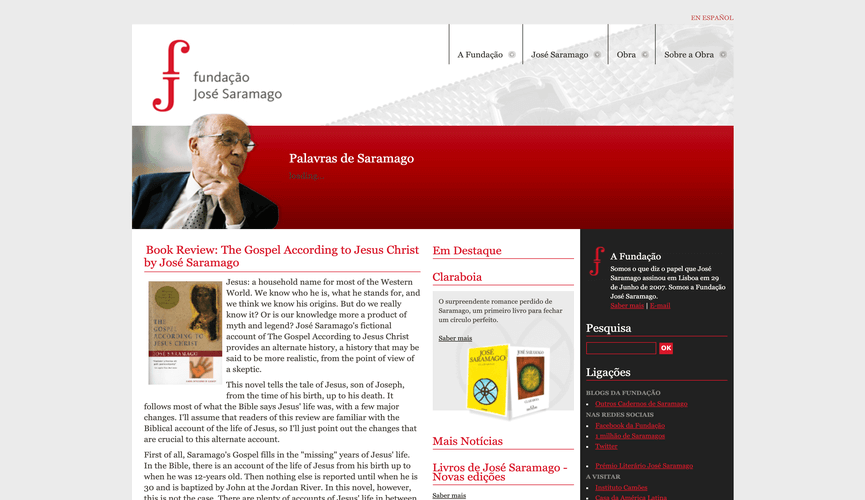 EN ESPAÑOL
A Fundação
José Saramago
Obra
Sobre a Obra
fundação
José Saramago
Palavras de Saramago
Book Review: The Gospel According to Jesus Christ
by José Saramago
Jesus: a household name for most of the Western
World. We know who he is, what he stands for, and
we think we know his origins. But do we really
know it? Or is our knowledge more a product of
myth and legend? José Saramago's fictional
account of The Gospel According to Jesus Christ
provides an alternate history, a history that may be
said to be more realistic, from the point of view of
a skeptic.
This novel tells the tale of Jesus, son of Joseph,
from the time of his birth, up to his death. It
follows most of what the Bible says Jesus' life was, with a few major
changes. I'll assume that readers of this review are familiar with the
Biblical account of the life of Jesus, so I'll just point out the changes
that are crucial to this alternate account.
First of all, Saramago's Gospel fills in the "missing" years of Jesus' life.
In the Bible, there is an account of the life of Jesus from his birth up to
when he was 12-years old. Then nothing else is reported until when he is
30 and is baptized by John at the Jordan River. In this novel, however,
this is not the case. There are plenty of accounts of Jesus' life in between
THE
GOSPEL
ACCORDING TO
JESUS CHRIST
JOSÉ SARAMAGO
Em Destaque
Claraboia
O surpreendente romance perdido de
Saramago, um primeiro livro para fechar
um círculo perfeito.
Saber mais
JOSÉ
SARAMAGO
JOSÉ SARAMAGO
Mais Notícias
Livros de José Saramago -
Novas edições
Saber mais
A Fundação
Somos o que diz o papel que José
Saramago assinou em Lisboa em 29
de Junho de 2007. Somos a Fundação
José Saramago.
Saber mais | E-mail
Pesquisa
OK
Ligações
BLOGS DA FUNDAÇÃO
Outros Cadernos de Saramago
NAS REDES SOCIAIS
Facebook da Fundação
1 milhão de Saramagos
Twitter
Prémio Literário José Saramago
A VISITAR
Instituto Camões
Casa da América Latina